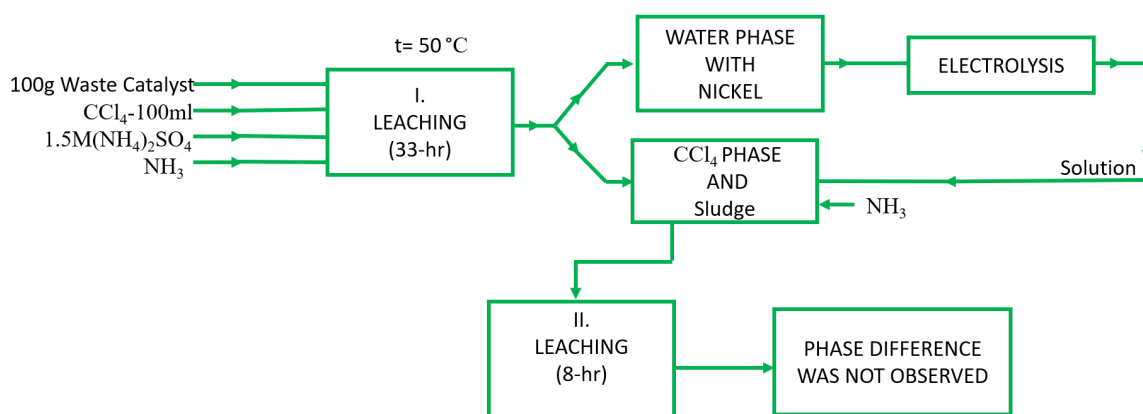 t= 50 °C
100g Waste Catalyst
CCl₄-100ml
1.5M(NH₄)₂SO₄
NH₃
I.
LEACHING
(33-hr)
WATER PHASE
WITH
NICKEL
ELECTROLYSIS
CCl₄ PHASE
AND
Sludge
Solution
NH₃
II.
LEACHING
(8-hr)
PHASE DIFFERENCE
WAS NOT OBSERVED